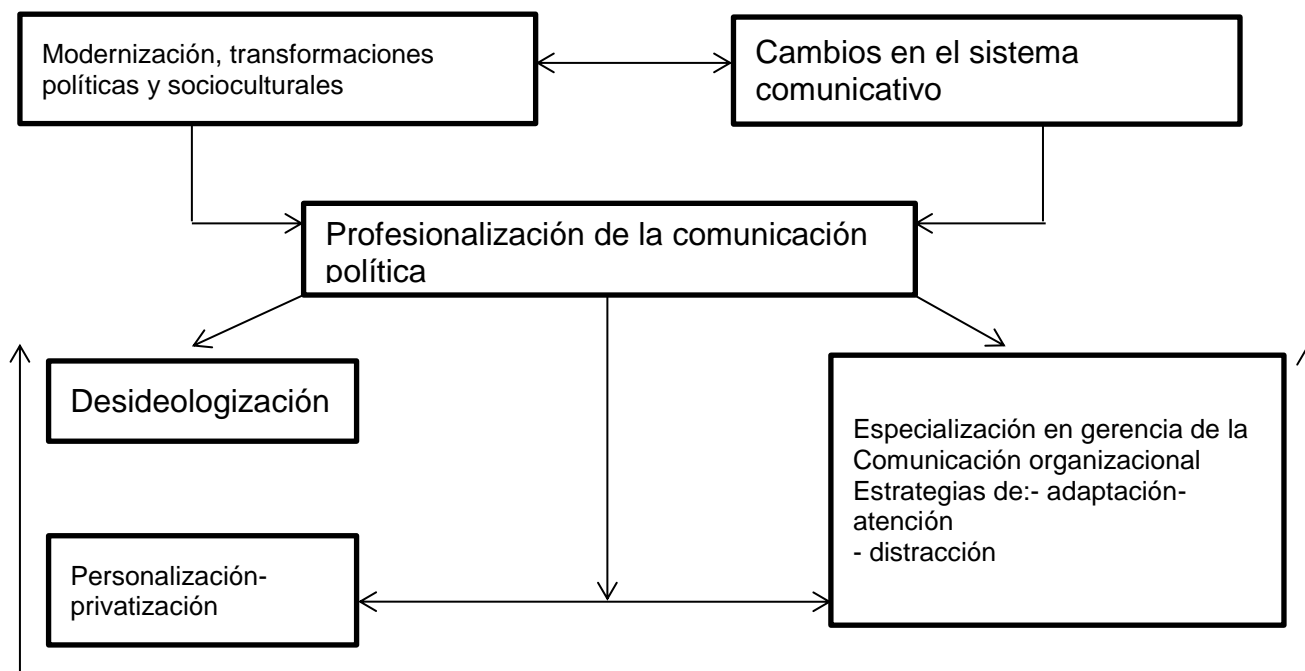 Modernización, transformaciones
políticas y socioculturales
Cambios en el sistema
comunicativo
Profesionalización de la comunicación
política
Desideologización
Especialización en gerencia de la
Comunicación organizacional
Estrategias de:- adaptación-
atención
- distracción
Personalización-
privatización